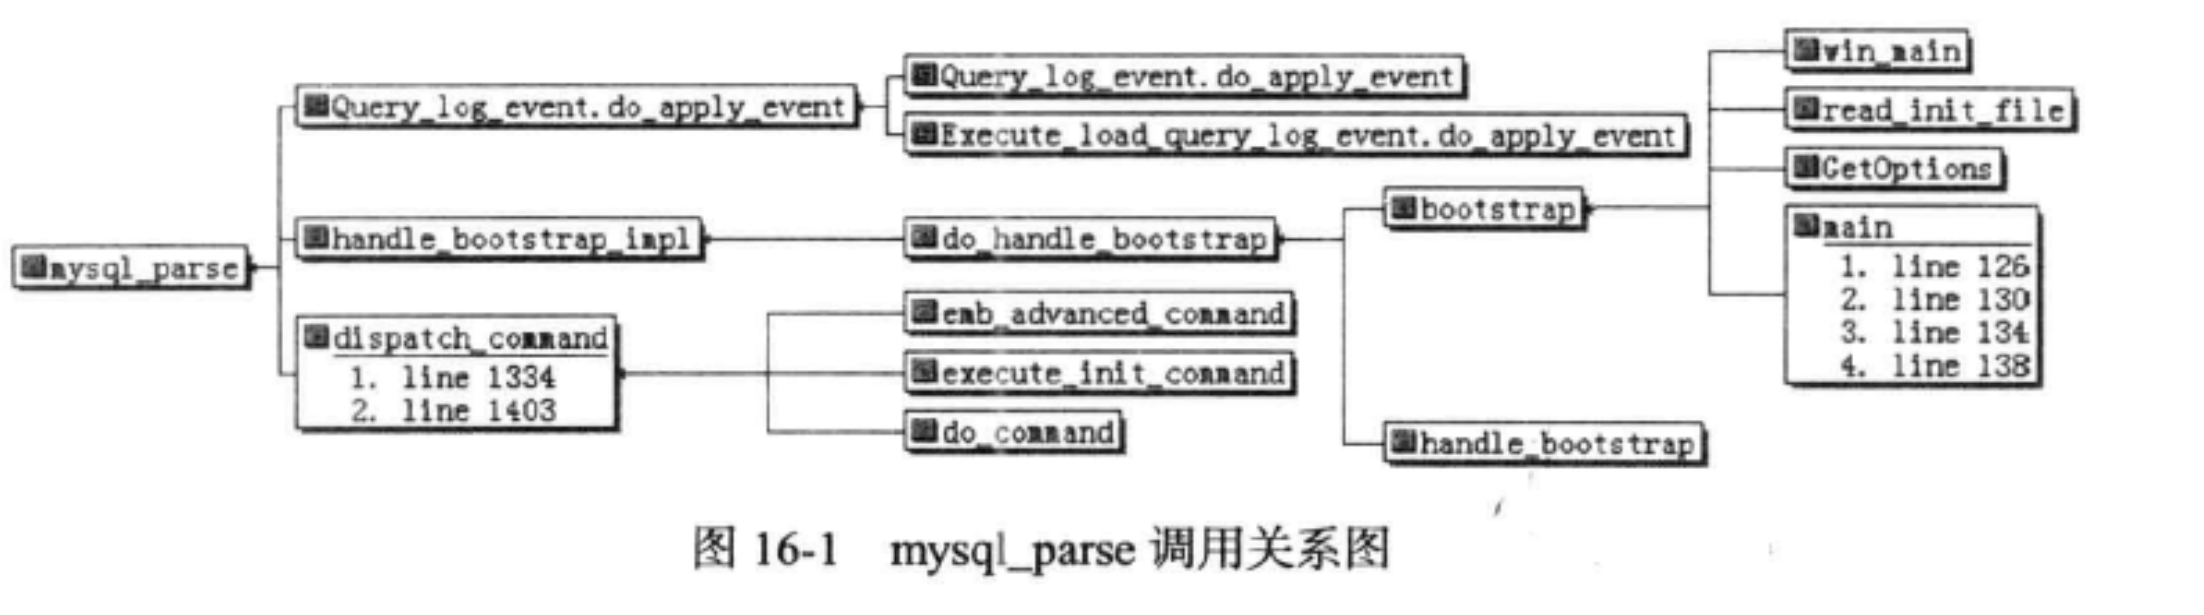 mysql_parse
Query_log_event.do_apply_event
handle_bootstrap_impl
dispatch_command
1. line 1334
2. line 1403
Query_log_event.do_apply_event
Execute_load_query_log_event.do_apply_event
do_handle_bootstrap
emb_advanced_command
execute_init_command
do_command
bootstrap
handle_bootstrap
win_main
read_init_file
GetOptions
main
1. line 126
2. line 130
3. line 134
4. line 138
图 16-1 mysql_parse 调用关系图